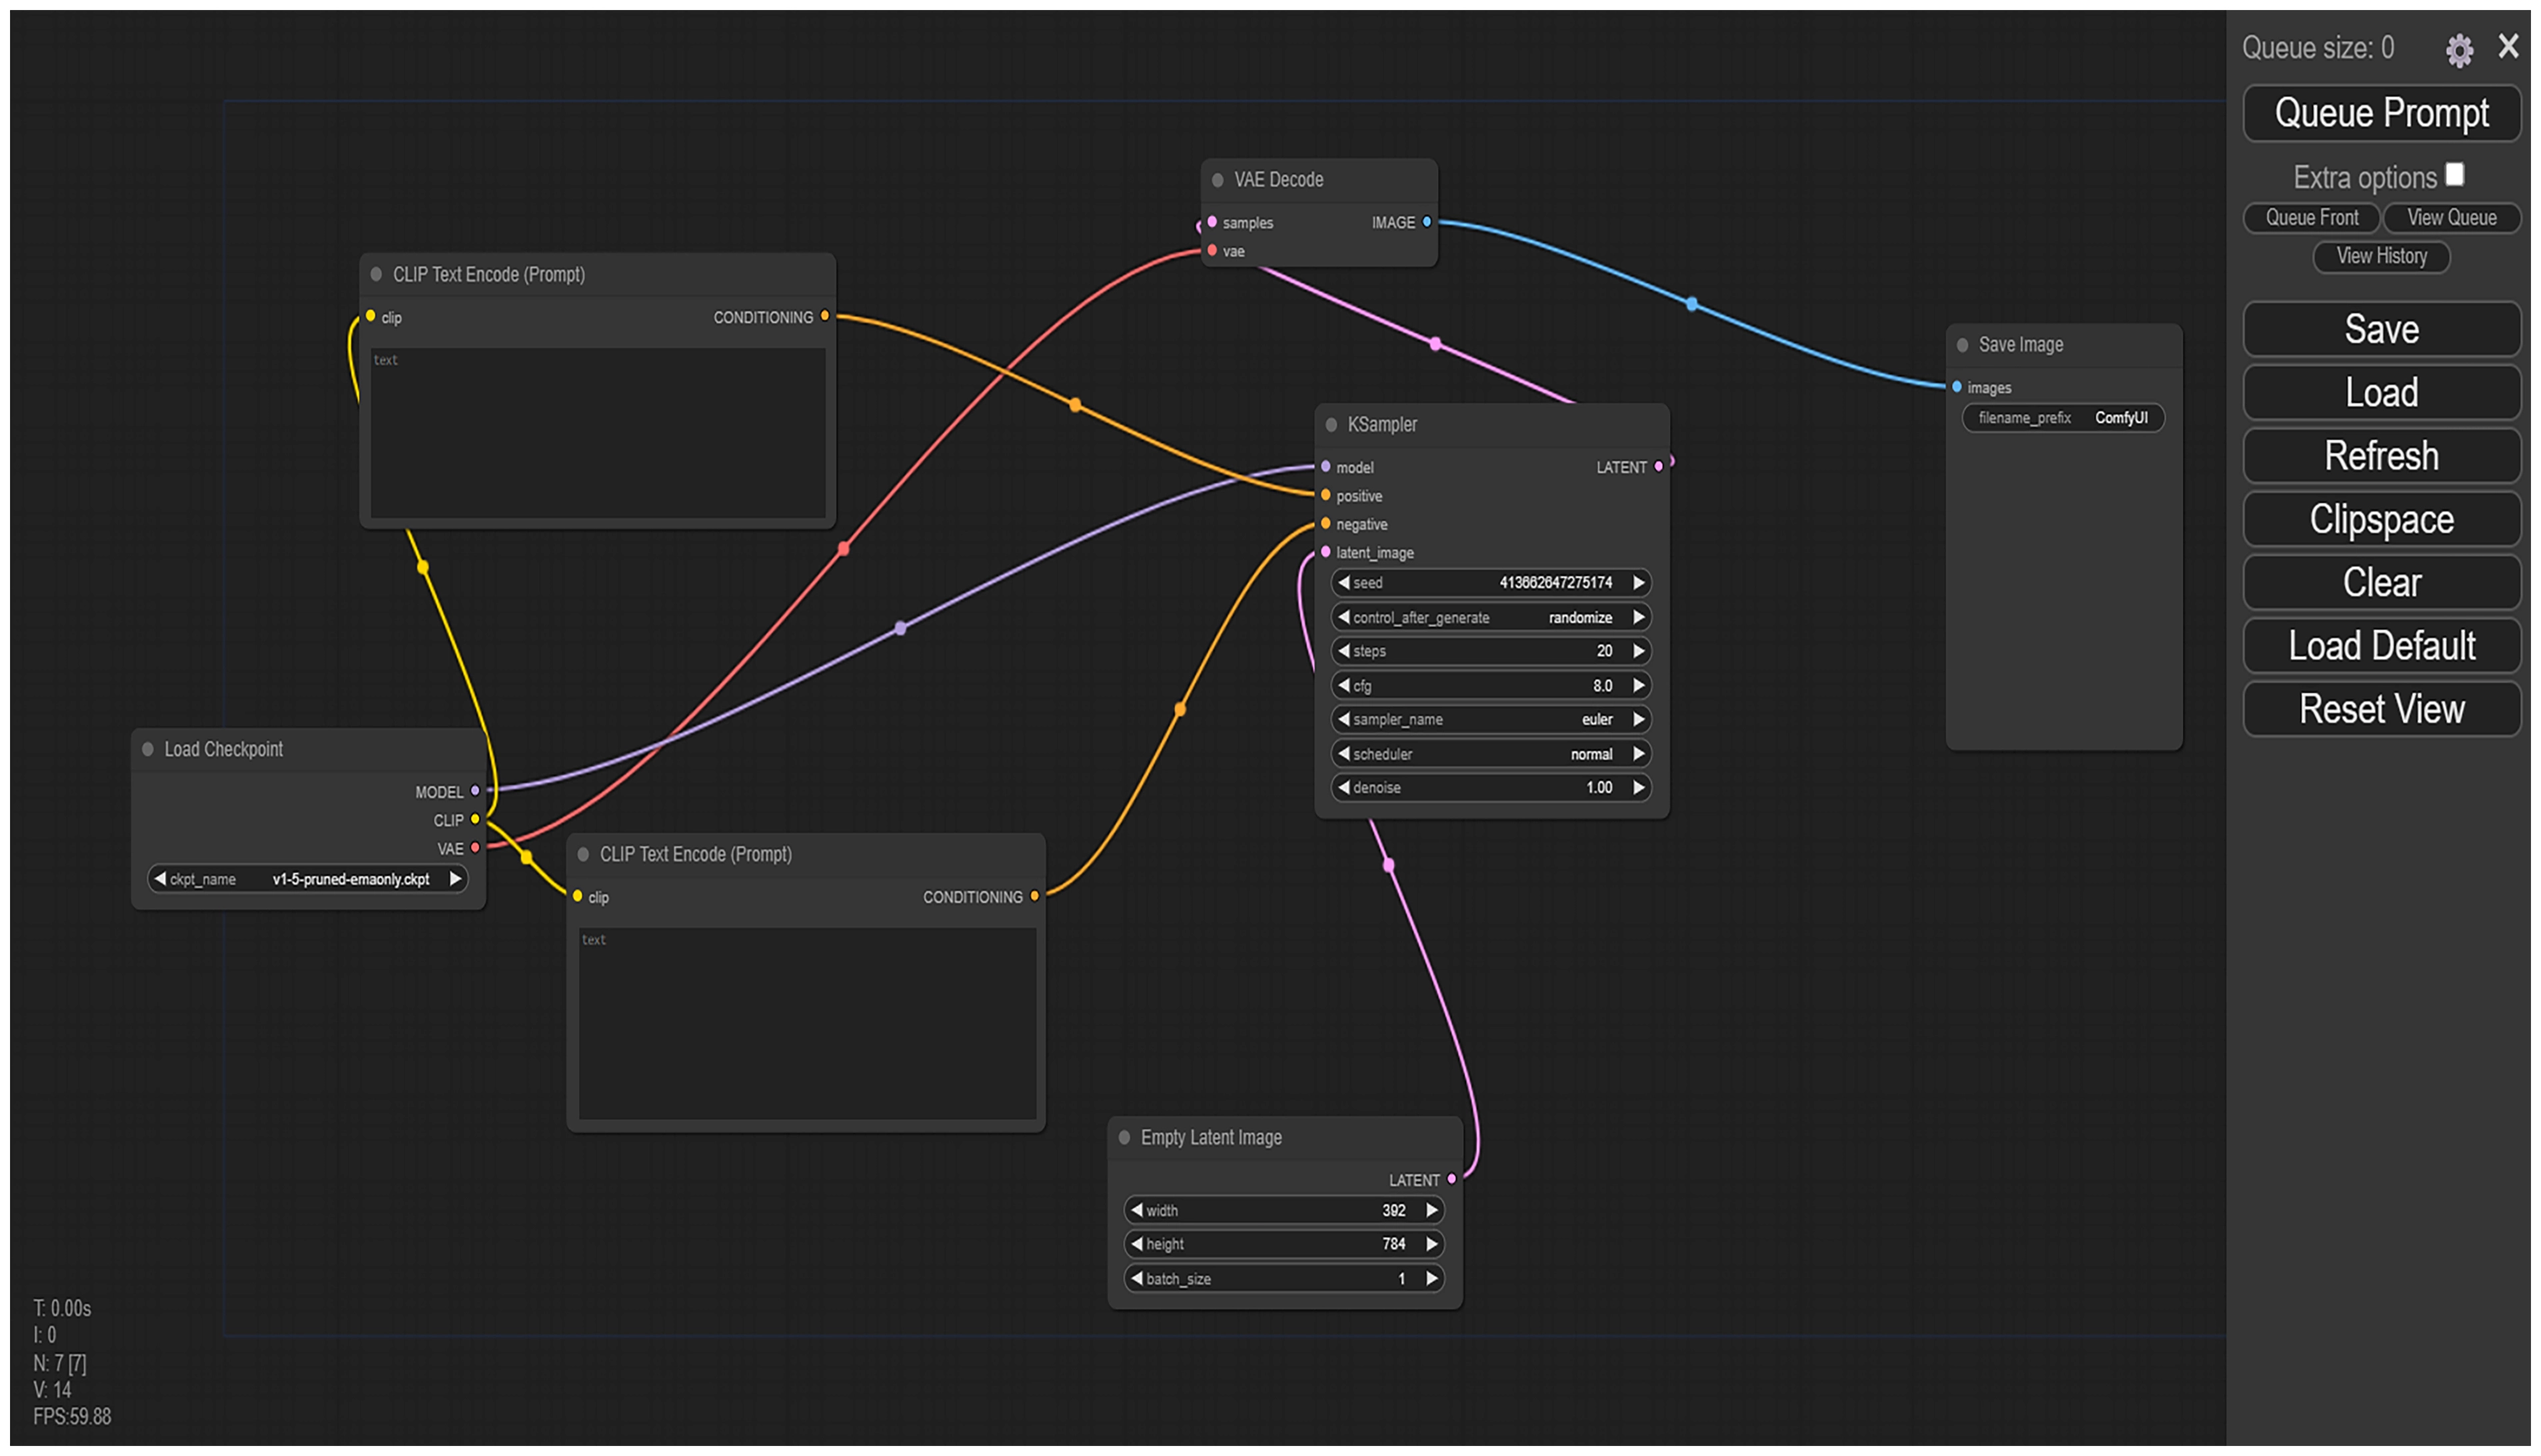 Queue size: 0
Queue Prompt
Extra options
Queue Front
View Queue
View History
Save
Load
Refresh
Clipspace
Clear
Load Default
Reset View
VAE Decode
samples IMAGE
vae
CLIP Text Encode (Prompt)
clip CONDITIONING
text
Save Image
images
filename_prefix ComfyUI
KSampler
model LATENT
positive
negative
latent_image
seed 413662647275174
control_after_generate randomize
steps 20
cfg 8.0
sampler_name euler
scheduler normal
denoise 1.00
Load Checkpoint
MODEL
CLIP
VAE
ckpt_name v1-5-pruned-emaonly.ckpt
CLIP Text Encode (Prompt)
clip CONDITIONING
text
Empty Latent Image
LATENT
width 392
height 784
batch_size 1
T: 0.00s
I: 0
N: 7 [7]
V: 14
FPS:59.88